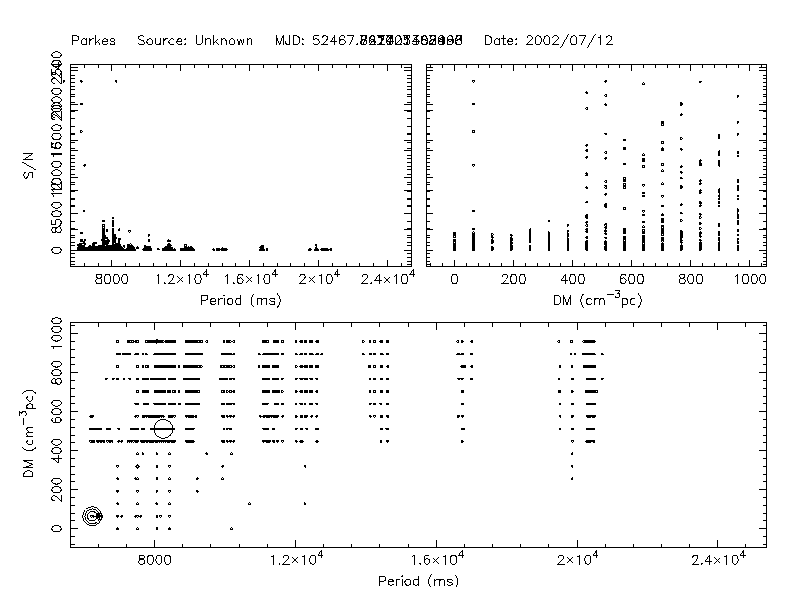 Parkes Source: Unknown MJD: Date: 2002/07/12
S/N
0
500
8000 1.2×10⁴ 1.6×10⁴ 2×10⁴ 2.4×10⁴
Period (ms)
0 200 400 600 800 1000
DM (cm⁻³pc)
DM (cm⁻³pc)
1000
800
600
400
200
0
8000 1.2×10⁴ 1.6×10⁴ 2×10⁴ 2.4×10⁴
Period (ms)